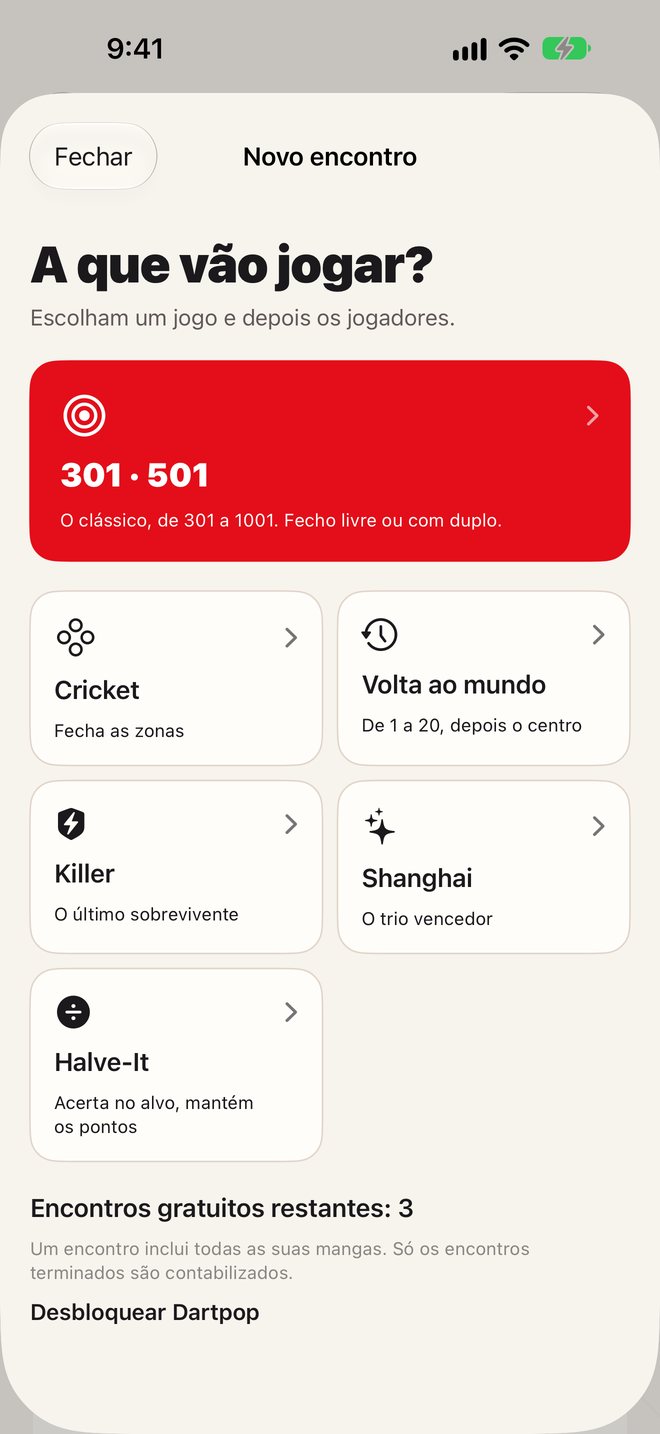 9:41
Fechar
Novo encontro
A que vão jogar?
Escolham um jogo e depois os jogadores.
301 · 501
O clássico, de 301 a 1001. Fecho livre ou com duplo.
Cricket
Fecha as zonas
Volta ao mundo
De 1 a 20, depois o centro
Killer
O último sobrevivente
Shanghai
O trio vencedor
Halve-It
Acerta no alvo, mantém
os pontos
Encontros gratuitos restantes: 3
Um encontro inclui todas as suas mangas. Só os encontros
terminados são contabilizados.
Desbloquear Dartpop